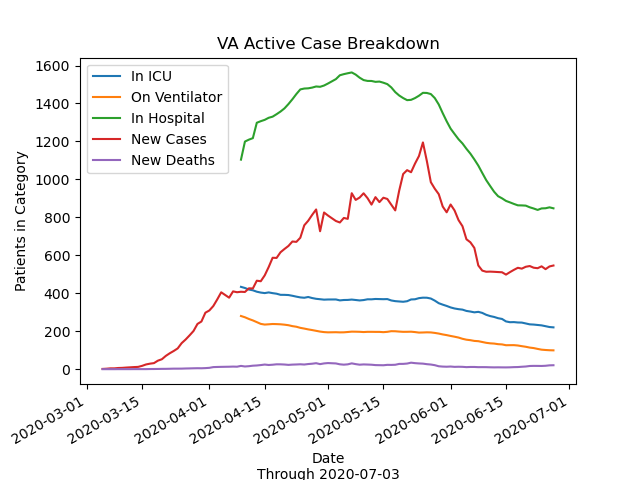 VA Active Case Breakdown
In ICU
On Ventilator
In Hospital
New Cases
New Deaths
Patients in Category
1600
1400
1200
1000
800
600
400
200
0
2020-03-01
2020-03-15
2020-04-01
2020-04-15
2020-05-01
2020-05-15
2020-06-01
2020-06-15
2020-07-01
Date
Through 2020-07-03